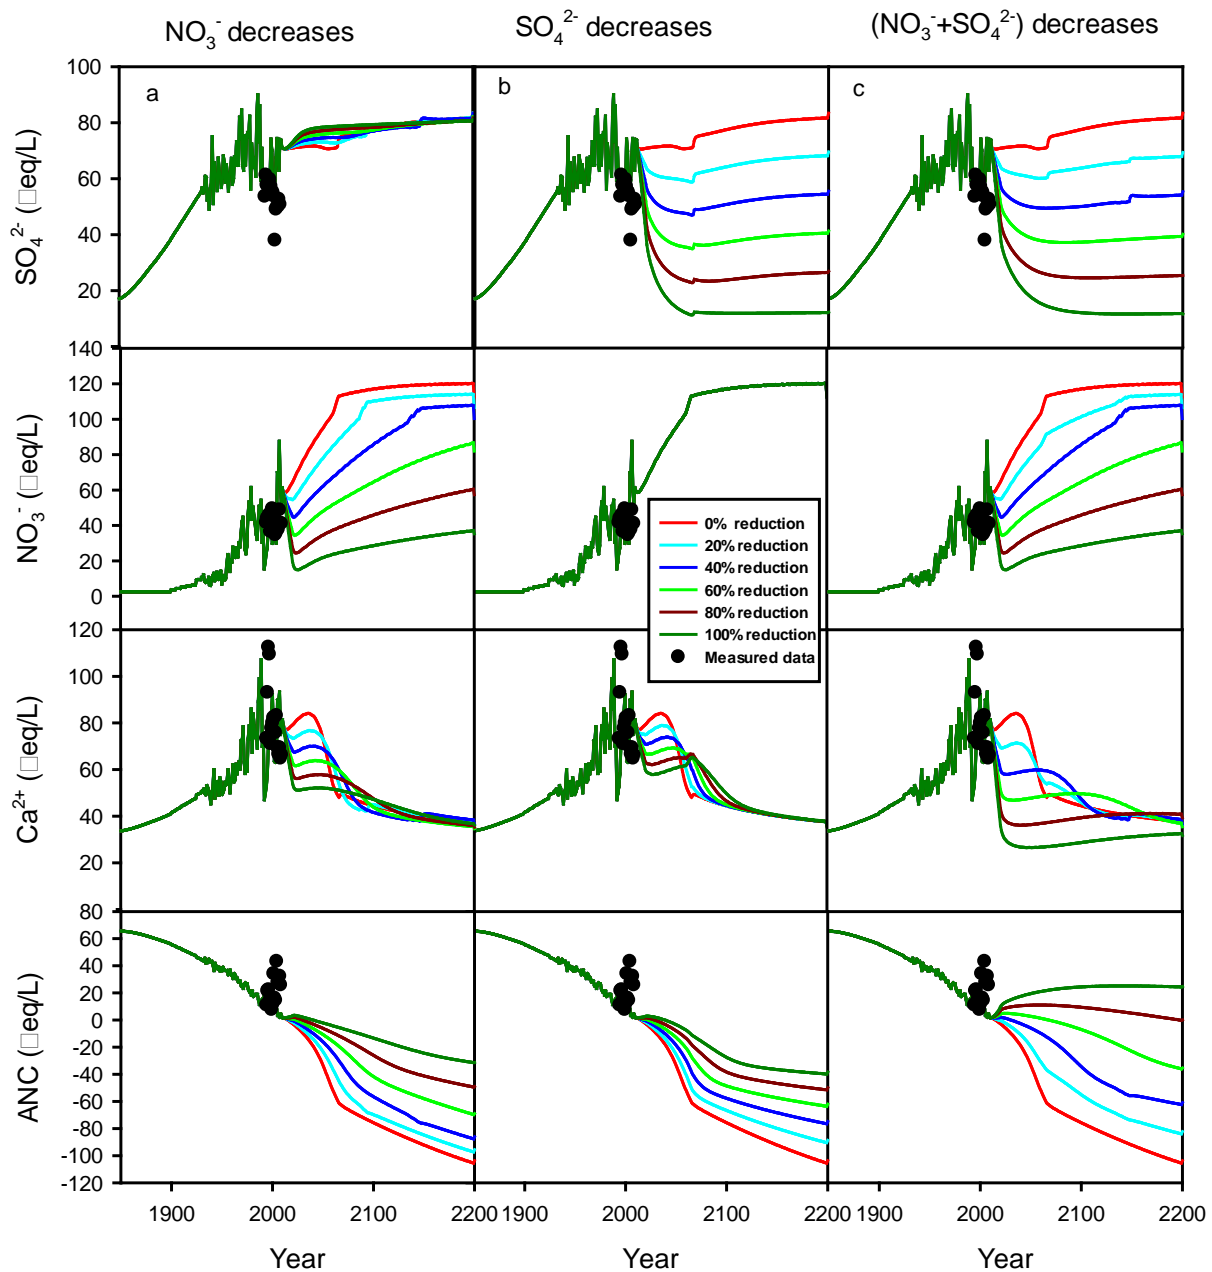 NO3- decreases SO42- decreases (NO3-+SO42-) decreases
a b c
SO42- (□eq/L)
100
80
60
40
20
NO3- (□eq/L)
140
120
100
80
60
40
20
0
0% reduction
20% reduction
40% reduction
60% reduction
80% reduction
100% reduction
Measured data
Ca2+ (□eq/L)
120
100
80
60
40
20
ANC (□eq/L)
80
60
40
20
0
-20
-40
-60
-80
-100
-120
1900 2000 2100 2200 1900 2000 2100 2200 1900 2000 2100 2200
Year Year Year